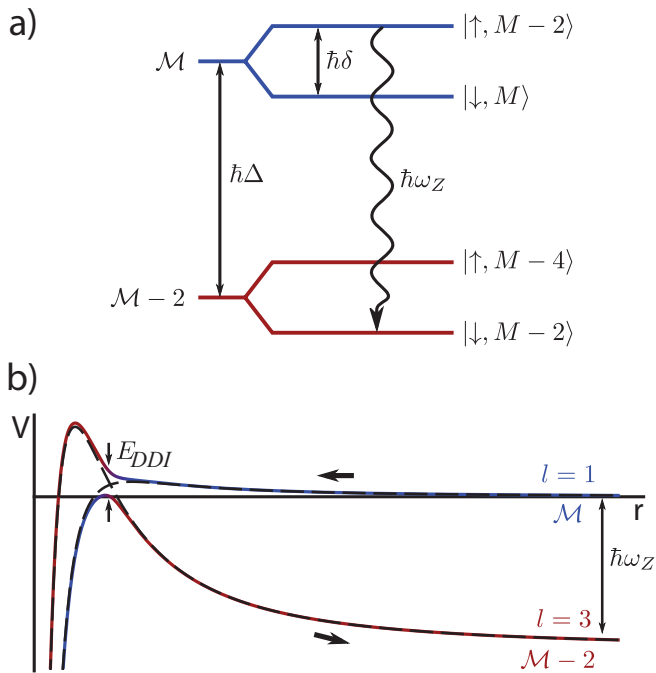 a)
|↑, M − 2⟩
ℳ
ħδ
|↓, M⟩
ħΔ
ħω_Z
|↑, M − 4⟩
ℳ − 2
|↓, M − 2⟩
b)
V
E_DDI
l = 1
ℳ
r
ħω_Z
l = 3
ℳ − 2